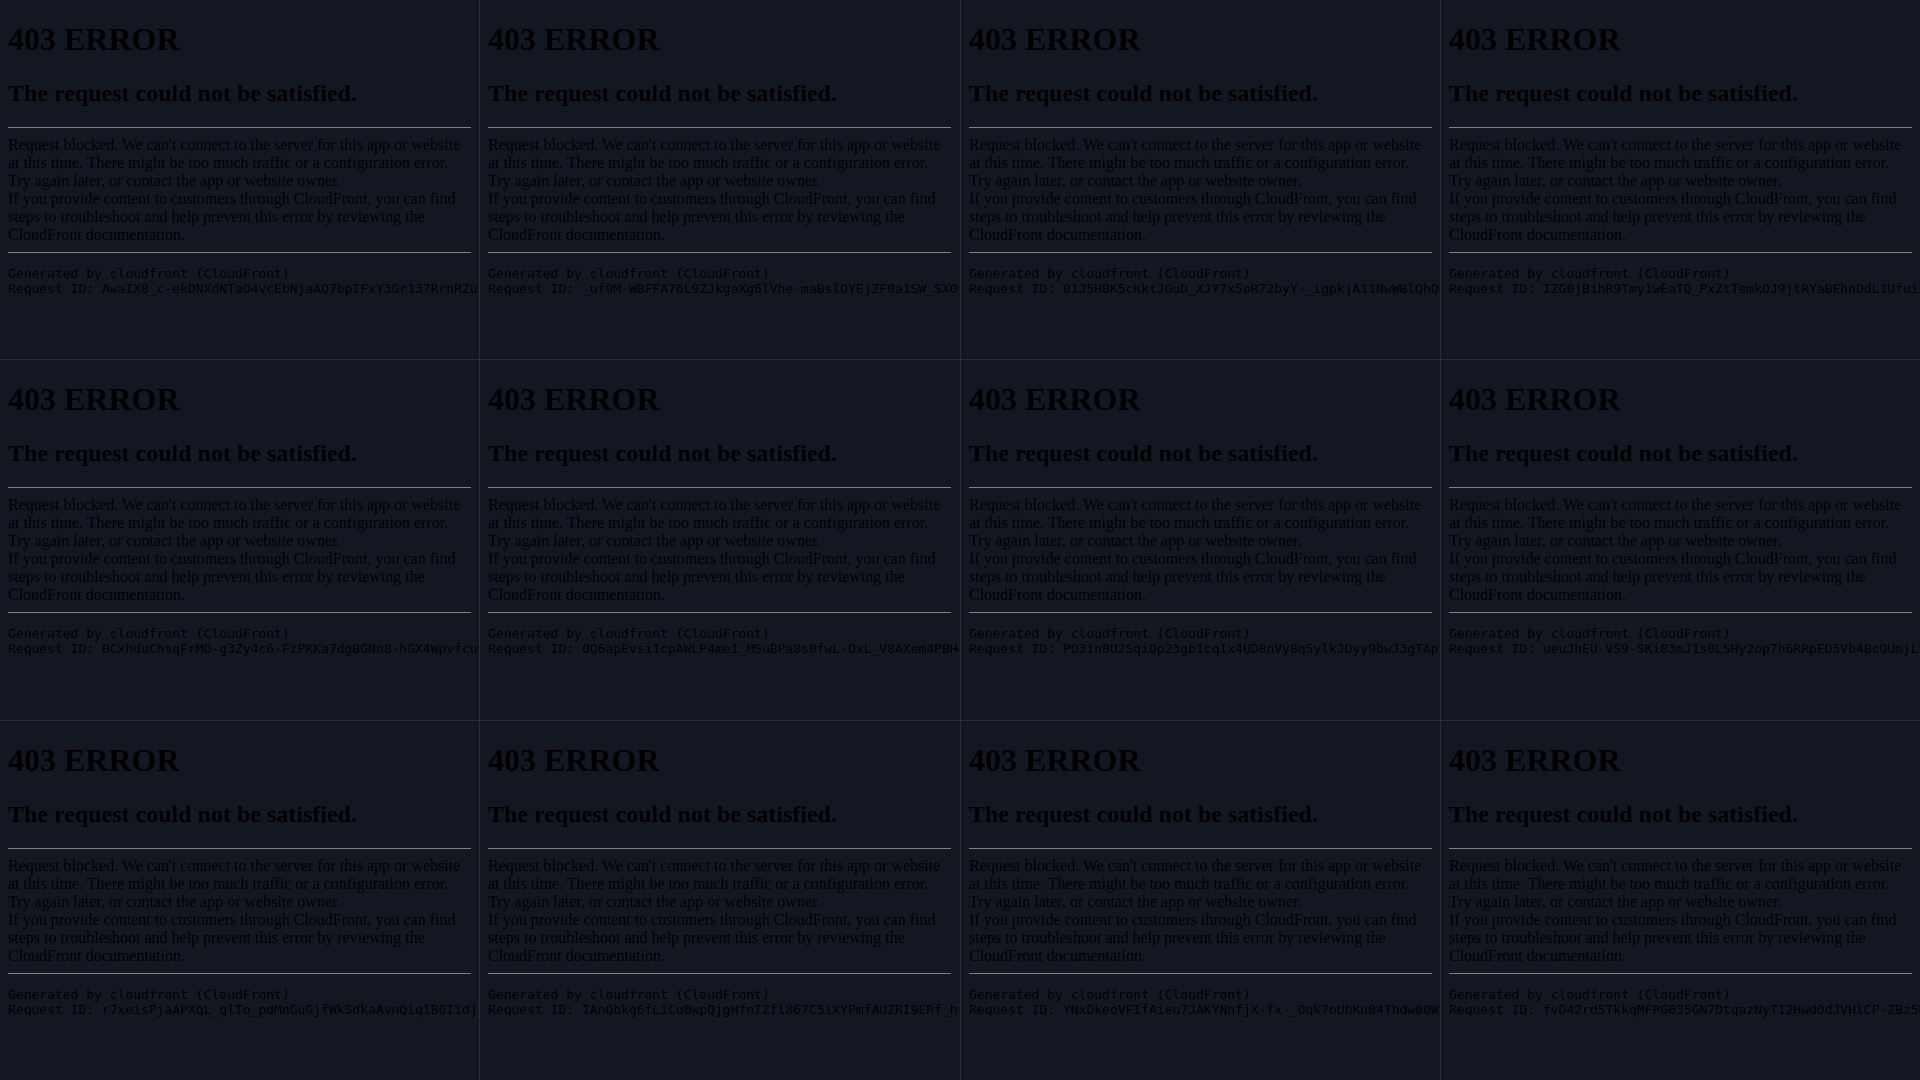 403 ERROR
The request could not be satisfied.
Request blocked. We can't connect to the server for this app or website
at this time. There might be too much traffic or a configuration error.
Try again later, or contact the app or website owner.
If you provide content to customers through CloudFront, you can find
steps to troubleshoot and help prevent this error by reviewing the
CloudFront documentation.
Generated by cloudfront (CloudFront)
Request ID: AwaIX8_c-ekDNXdNTaO4vcEbNjaAQ7bpIFxY3Gr137RrnRZu
403 ERROR
The request could not be satisfied.
Request blocked. We can't connect to the server for this app or website
at this time. There might be too much traffic or a configuration error.
Try again later, or contact the app or website owner.
If you provide content to customers through CloudFront, you can find
steps to troubleshoot and help prevent this error by reviewing the
CloudFront documentation.
Generated by cloudfront (CloudFront)
Request ID: _uf9M-WBFFA76L9ZJkgaXg6lVhe-maBslOYEjZF0a1SW_SX0
403 ERROR
The request could not be satisfied.
Request blocked. We can't connect to the server for this app or website
at this time. There might be too much traffic or a configuration error.
Try again later, or contact the app or website owner.
If you provide content to customers through CloudFront, you can find
steps to troubleshoot and help prevent this error by reviewing the
CloudFront documentation.
Generated by cloudfront (CloudFront)
Request ID: 01J5HBK5cKktJGuD_XJY7x5oR72byY-_igpkjA11NwWBlQhQ
403 ERROR
The request could not be satisfied.
Request blocked. We can't connect to the server for this app or website
at this time. There might be too much traffic or a configuration error.
Try again later, or contact the app or website owner.
If you provide content to customers through CloudFront, you can find
steps to troubleshoot and help prevent this error by reviewing the
CloudFront documentation.
Generated by cloudfront (CloudFront)
Request ID: IZG0jBihR9Tmy1wEaTQ_PxZtTemkOJ9jtRYaBEhnDdL1Ufui
403 ERROR
The request could not be satisfied.
Request blocked. We can't connect to the server for this app or website
at this time. There might be too much traffic or a configuration error.
Try again later, or contact the app or website owner.
If you provide content to customers through CloudFront, you can find
steps to troubleshoot and help prevent this error by reviewing the
CloudFront documentation.
Generated by cloudfront (CloudFront)
Request ID: BCxhduChsqFrMO-g3Zy4c6-FzPKKa7dgBGNn8-hGX4Wpvfcu
403 ERROR
The request could not be satisfied.
Request blocked. We can't connect to the server for this app or website
at this time. There might be too much traffic or a configuration error.
Try again later, or contact the app or website owner.
If you provide content to customers through CloudFront, you can find
steps to troubleshoot and help prevent this error by reviewing the
CloudFront documentation.
Generated by cloudfront (CloudFront)
Request ID: 0Q6apEvsi1cpAWLP4meI_MSuBPa8s0fwL-OxL_V8AXem4PBH
403 ERROR
The request could not be satisfied.
Request blocked. We can't connect to the server for this app or website
at this time. There might be too much traffic or a configuration error.
Try again later, or contact the app or website owner.
If you provide content to customers through CloudFront, you can find
steps to troubleshoot and help prevent this error by reviewing the
CloudFront documentation.
Generated by cloudfront (CloudFront)
Request ID: PO3in8U2SqiQp23gb1cqIx4UD8nVy8q5ylkJDyy9bwJ3gTAp
403 ERROR
The request could not be satisfied.
Request blocked. We can't connect to the server for this app or website
at this time. There might be too much traffic or a configuration error.
Try again later, or contact the app or website owner.
If you provide content to customers through CloudFront, you can find
steps to troubleshoot and help prevent this error by reviewing the
CloudFront documentation.
Generated by cloudfront (CloudFront)
Request ID: ueuJhEU-VS9-SKi83mJ1s0LSHy2op7h6RRpED5Vb4BcQUmjL
403 ERROR
The request could not be satisfied.
Request blocked. We can't connect to the server for this app or website
at this time. There might be too much traffic or a configuration error.
Try again later, or contact the app or website owner.
If you provide content to customers through CloudFront, you can find
steps to troubleshoot and help prevent this error by reviewing the
CloudFront documentation.
Generated by cloudfront (CloudFront)
Request ID: r7xeisPjaAPXqL_qlTo_pdMnGuGjfWkSdkaAvnQiq1B0I1dj
403 ERROR
The request could not be satisfied.
Request blocked. We can't connect to the server for this app or website
at this time. There might be too much traffic or a configuration error.
Try again later, or contact the app or website owner.
If you provide content to customers through CloudFront, you can find
steps to troubleshoot and help prevent this error by reviewing the
CloudFront documentation.
Generated by cloudfront (CloudFront)
Request ID: IAnQbkg6fLiCu0wpQjgHfnIZfl867C5iXYPmfAUZRI9ERf_h
403 ERROR
The request could not be satisfied.
Request blocked. We can't connect to the server for this app or website
at this time. There might be too much traffic or a configuration error.
Try again later, or contact the app or website owner.
If you provide content to customers through CloudFront, you can find
steps to troubleshoot and help prevent this error by reviewing the
CloudFront documentation.
Generated by cloudfront (CloudFront)
Request ID: YNxDkeoVFIfAieu7JAKYNnfjX-fx-_Oqk7oUhKu84Thdw00W
403 ERROR
The request could not be satisfied.
Request blocked. We can't connect to the server for this app or website
at this time. There might be too much traffic or a configuration error.
Try again later, or contact the app or website owner.
If you provide content to customers through CloudFront, you can find
steps to troubleshoot and help prevent this error by reviewing the
CloudFront documentation.
Generated by cloudfront (CloudFront)
Request ID: fvD42rd5TkkqMFPG035GN7DtqazNyT12HwdOdJVHlCP-ZBz5